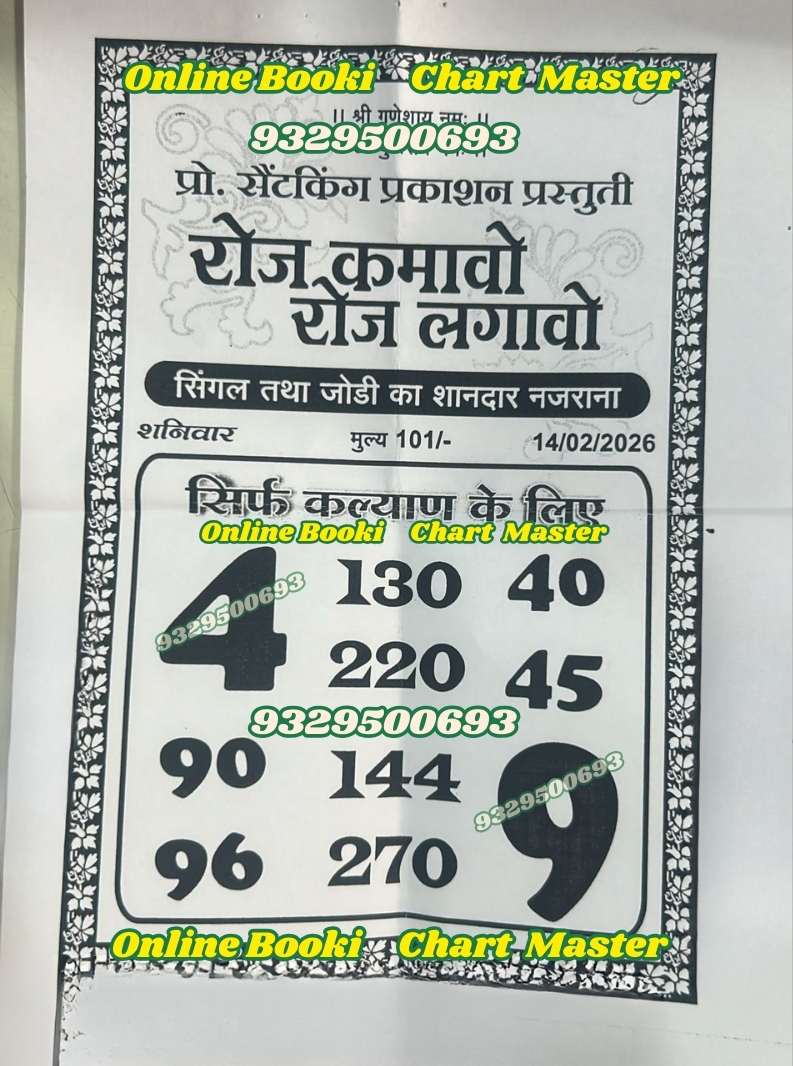 Online Booki Chart Master
|| श्री गणेशाय नमः ||
9329500693
प्रो. सैंटकिंग प्रकाशन प्रस्तुती
रोज कमावो
रोज लगावो
सिंगल तथा जोडी का शानदार नजराना
शनिवार मुल्य 101/- 14/02/2026
सिर्फ कल्याण के लिए
Online Booki Chart Master
4 130 40
9329500693
220 45
9329500693
90 144 9
9329500693
96 270
Online Booki Chart Master